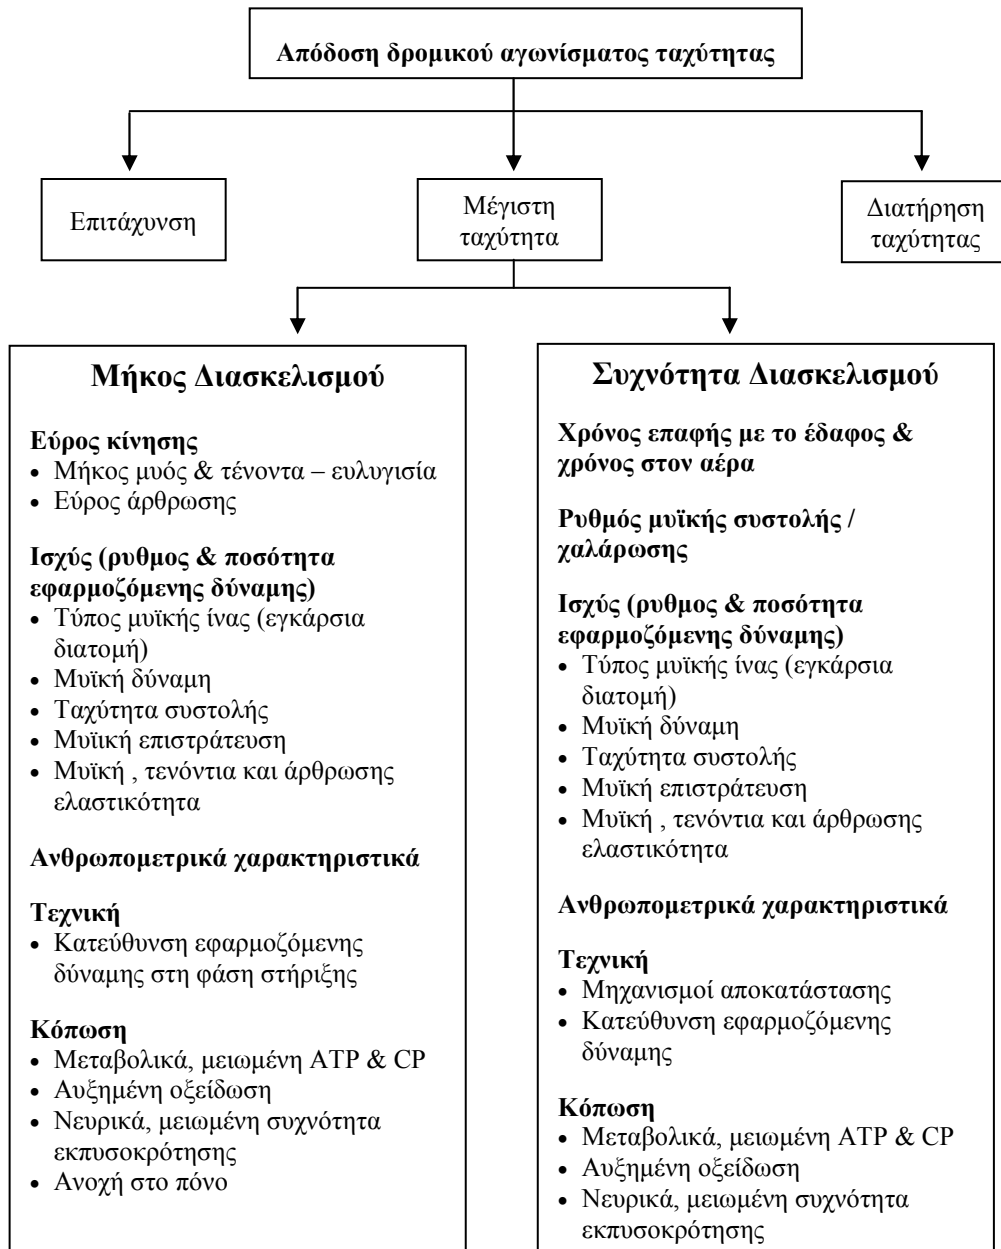 Απόδοση δρομικού αγωνίσματος ταχύτητας
Επιτάχυνση
Μέγιστη
ταχύτητα
Διατήρηση
ταχύτητας
Μήκος Διασκελισμού
Εύρος κίνησης
• Μήκος μυός & τένοντα – ευλυγισία
• Εύρος άρθρωσης
Ισχύς (ρυθμος & ποσότητα
εφαρμοζόμενης δύναμης)
• Τύπος μυϊκής ίνας (εγκάρσια
διατομή)
• Μυϊκή δύναμη
• Ταχύτητα συστολής
• Μυϊική επιστράτευση
• Μυϊκή , τενόντια και άρθρωσης
ελαστικότητα
Ανθρωπομετρικά χαρακτηριστικά
Τεχνική
• Κατεύθυνση εφαρμοζόμενης
δύναμης στη φάση στήριξης
Κόπωση
• Μεταβολικά, μειωμένη ATP & CP
• Αυξημένη οξείδωση
• Νευρικά, μειωμένη συχνότητα
εκπυσοκρότησης
• Ανοχή στο πόνο
Συχνότητα Διασκελισμού
Χρόνος επαφής με το έδαφος &
χρόνος στον αέρα
Ρυθμός μυϊκής συστολής /
χαλάρωσης
Ισχύς (ρυθμος & ποσότητα
εφαρμοζόμενης δύναμης)
• Τύπος μυϊκής ίνας (εγκάρσια
διατομή)
• Μυϊκή δύναμη
• Ταχύτητα συστολής
• Μυϊκή επιστράτευση
• Μυϊκή , τενόντια και άρθρωσης
ελαστικότητα
Ανθρωπομετρικά χαρακτηριστικά
Τεχνική
• Μηχανισμοί αποκατάστασης
• Κατεύθυνση εφαρμοζόμενης
δύναμης
Κόπωση
• Μεταβολικά, μειωμένη ATP & CP
• Αυξημένη οξείδωση
• Νευρικά, μειωμένη συχνότητα
εκπυσοκρότησης